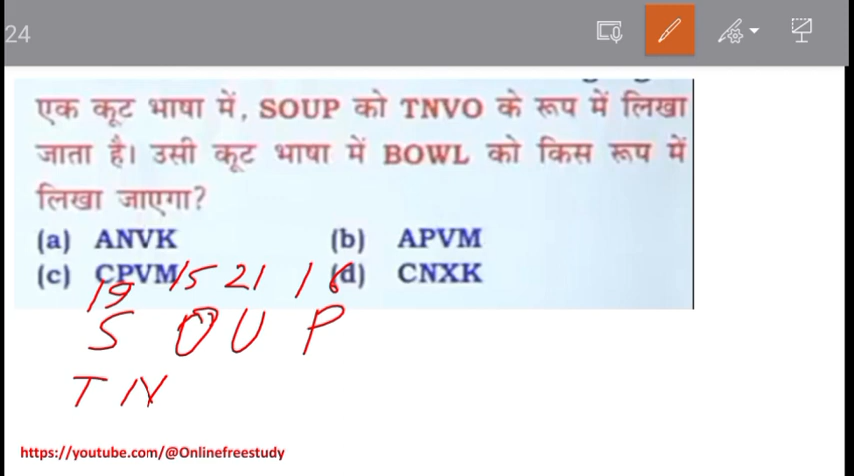 24
एक कूट भाषा में, SOUP को TNVO के रूप में लिखा
जाता है। उसी कूट भाषा में BOWL को किस रूप में
लिखा जाएगा?
(a) ANVK (b) APVM
(c) CPVM (d) CNXK
19 15 21 16
S O U P
T N
https://youtube.com/@Onlinefreestudy